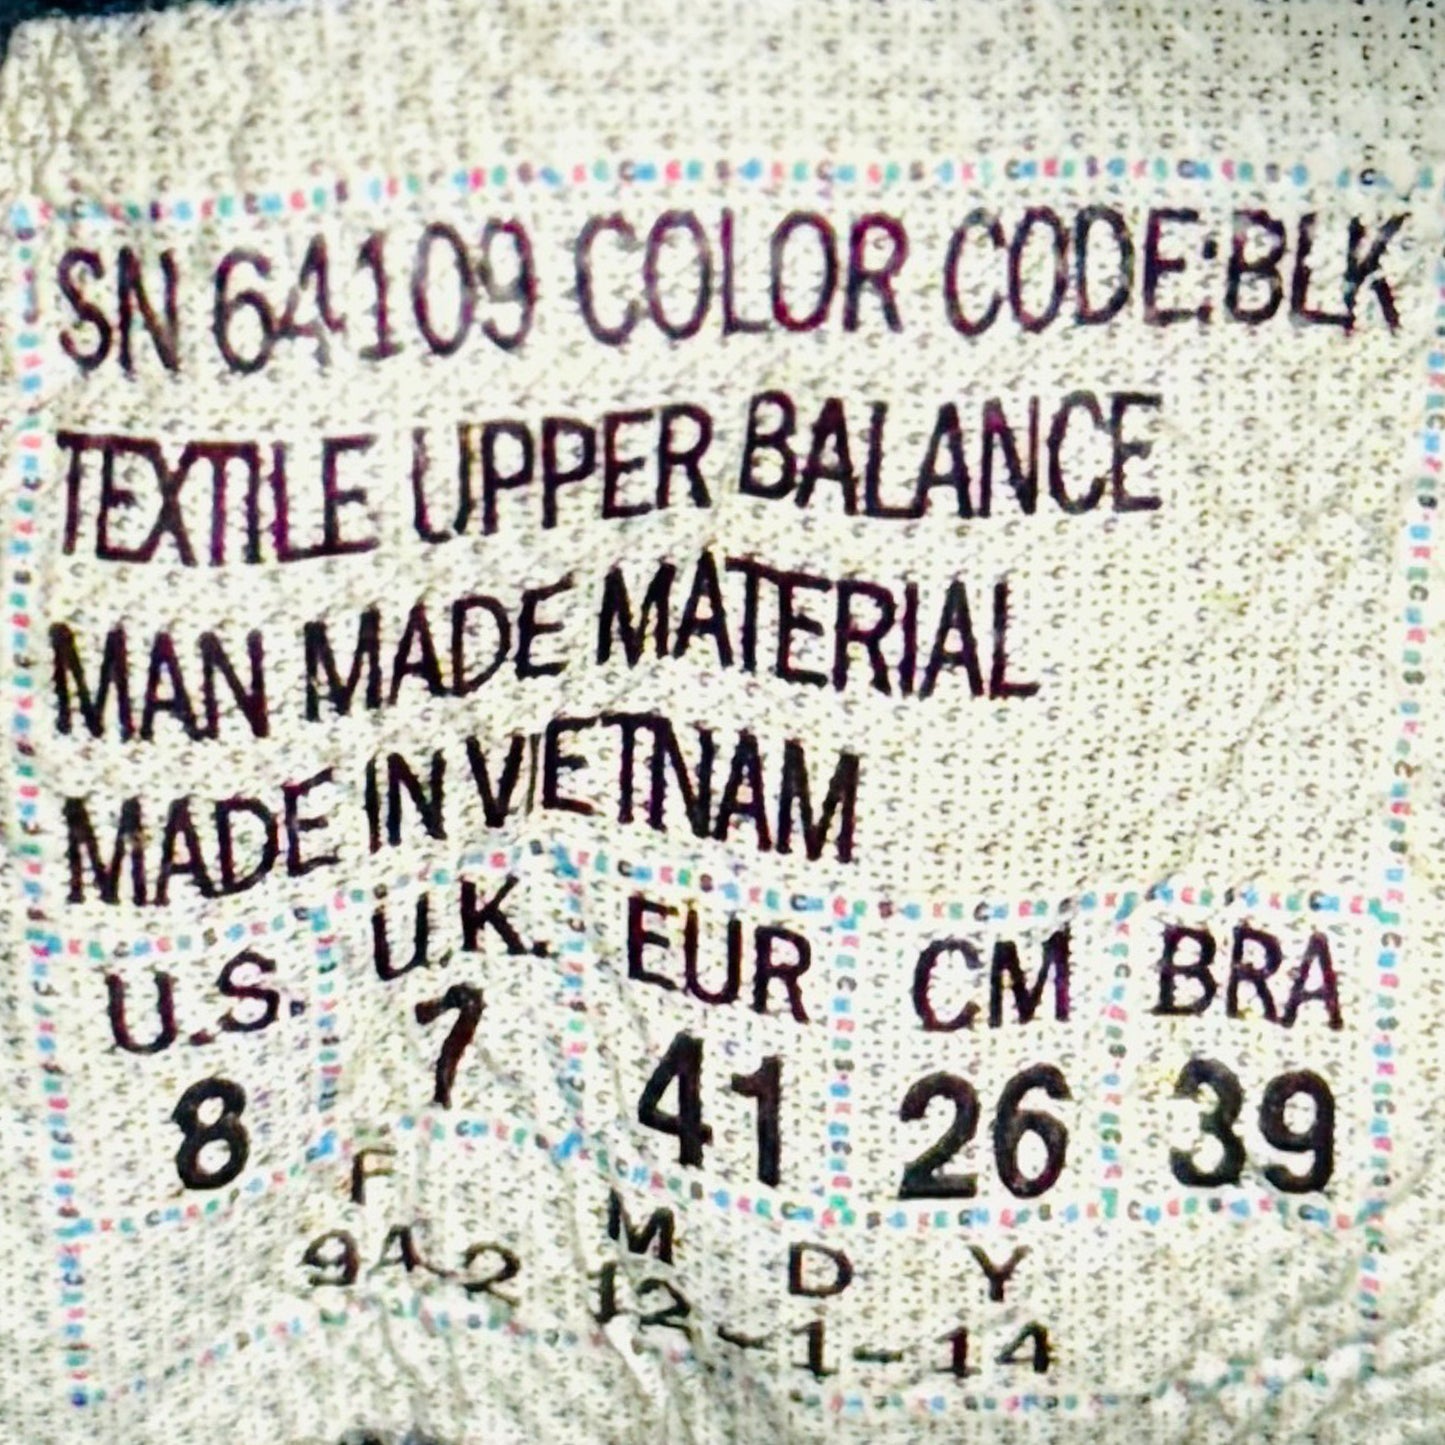 SN 64109 COLOR CODE:BLK
TEXTILE UPPER BALANCE
MAN MADE MATERIAL
MADE IN VIETNAM
U.S. U.K. EUR CM BRA
8 7 41 26 39
F M D Y
942 12-1-14